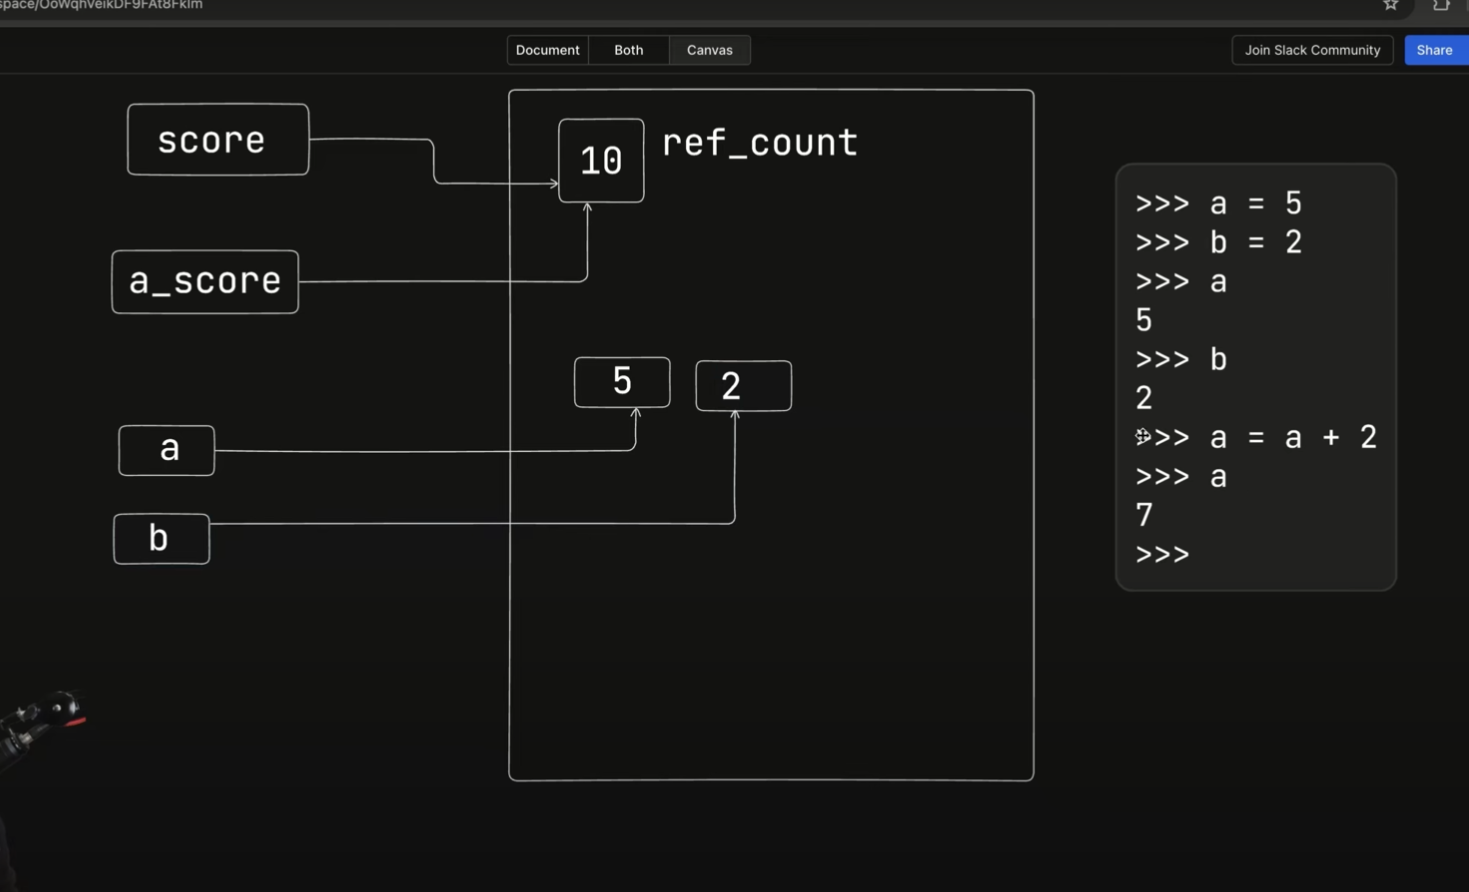 space/OoWqhVeikDF9FAt8Fklm
Document Both Canvas
Join Slack Community Share
score
10 ref_count
a_score
5 2
a
b
>>> a = 5
>>> b = 2
>>> a
5
>>> b
2
>>> a = a + 2
>>> a
7
>>>